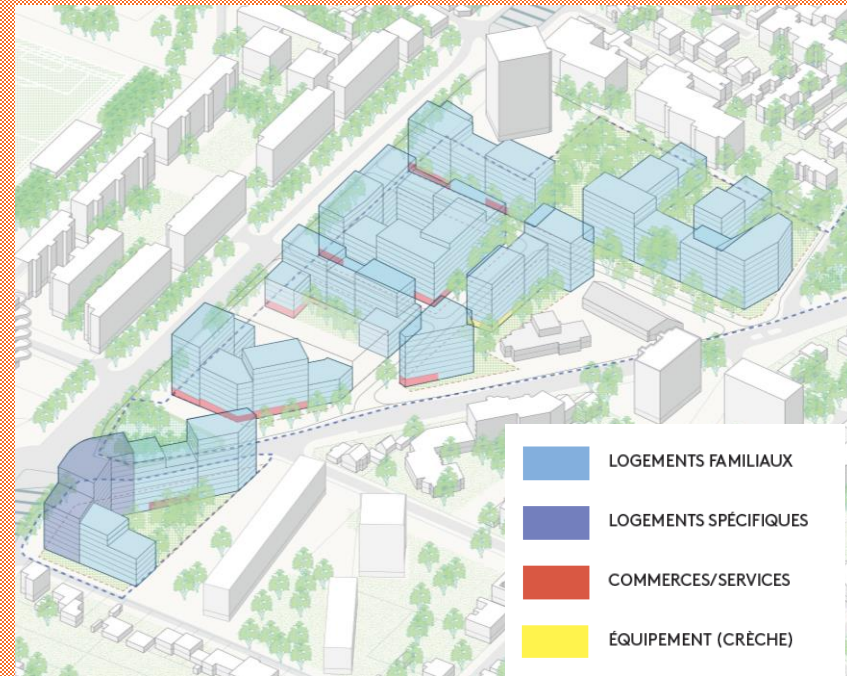 LOGEMENTS FAMILIAUX
LOGEMENTS SPÉCIFIQUES
COMMERCES/SERVICES
ÉQUIPEMENT (CRÈCHE)